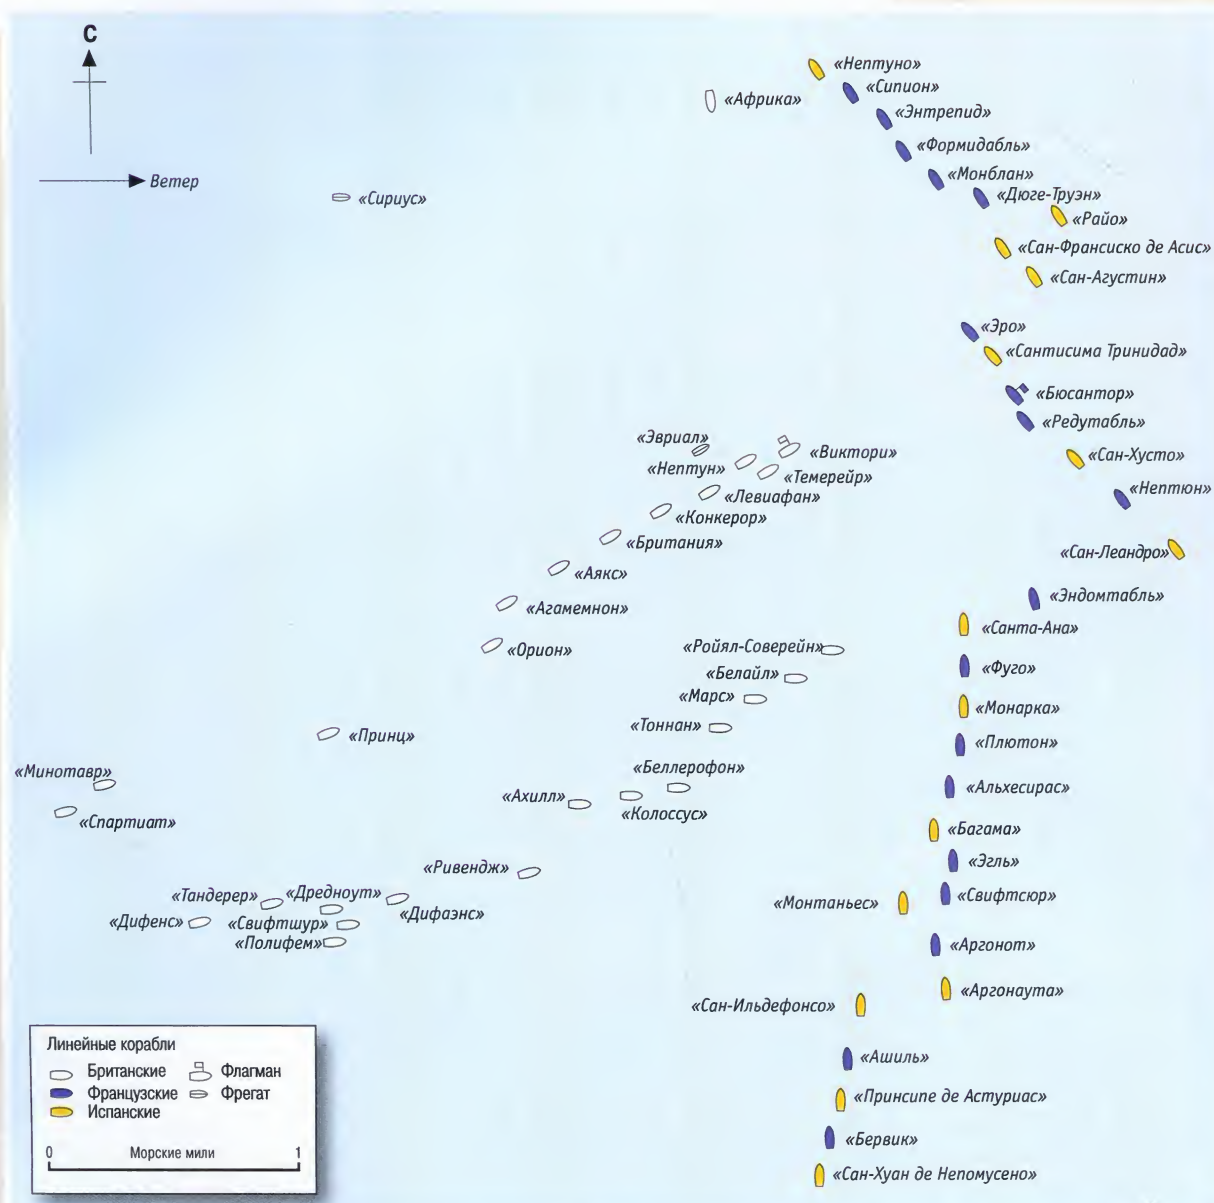 С
Ветер
«Нептуно»
«Сипион»
«Африка»
«Энтрепид»
«Формидабль»
«Монблан»
«Дюге-Труэн»
«Сириус»
«Райо»
«Сан-Франсиско де Асис»
«Сан-Агустин»
«Эро»
«Сантисима Тринидад»
«Бюсантор»
«Редутабль»
«Эвриал»
«Виктори»
«Сан-Хусто»
«Нептун»
«Темерейр»
«Нептюн»
«Левиафан»
«Конкерор»
«Британия»
«Сан-Леандро»
«Аякс»
«Эндомтабль»
«Агамемнон»
«Санта-Ана»
«Орион»
«Ройял-Соверейн»
«Фуго»
«Белайл»
«Марс»
«Монарка»
«Тоннан»
«Принц»
«Плютон»
«Минотавр»
«Беллерофон»
«Альхесирас»
«Ахилл»
«Колоссус»
«Спартиат»
«Багама»
«Эгль»
«Ривендж»
«Тандерер»
«Дредноут»
«Свифтсюр»
«Монтаньес»
«Дифаэнс»
«Дифенс»
«Свифтшур»
«Полифем»
«Аргонот»
«Аргонаута»
«Сан-Ильдефонсо»
«Ашиль»
«Принсипе де Астуриас»
«Бервик»
«Сан-Хуан де Непомусено»
Линейные корабли
Британские
Флагман
Французские
Фрегат
Испанские
0 Морские мили 1